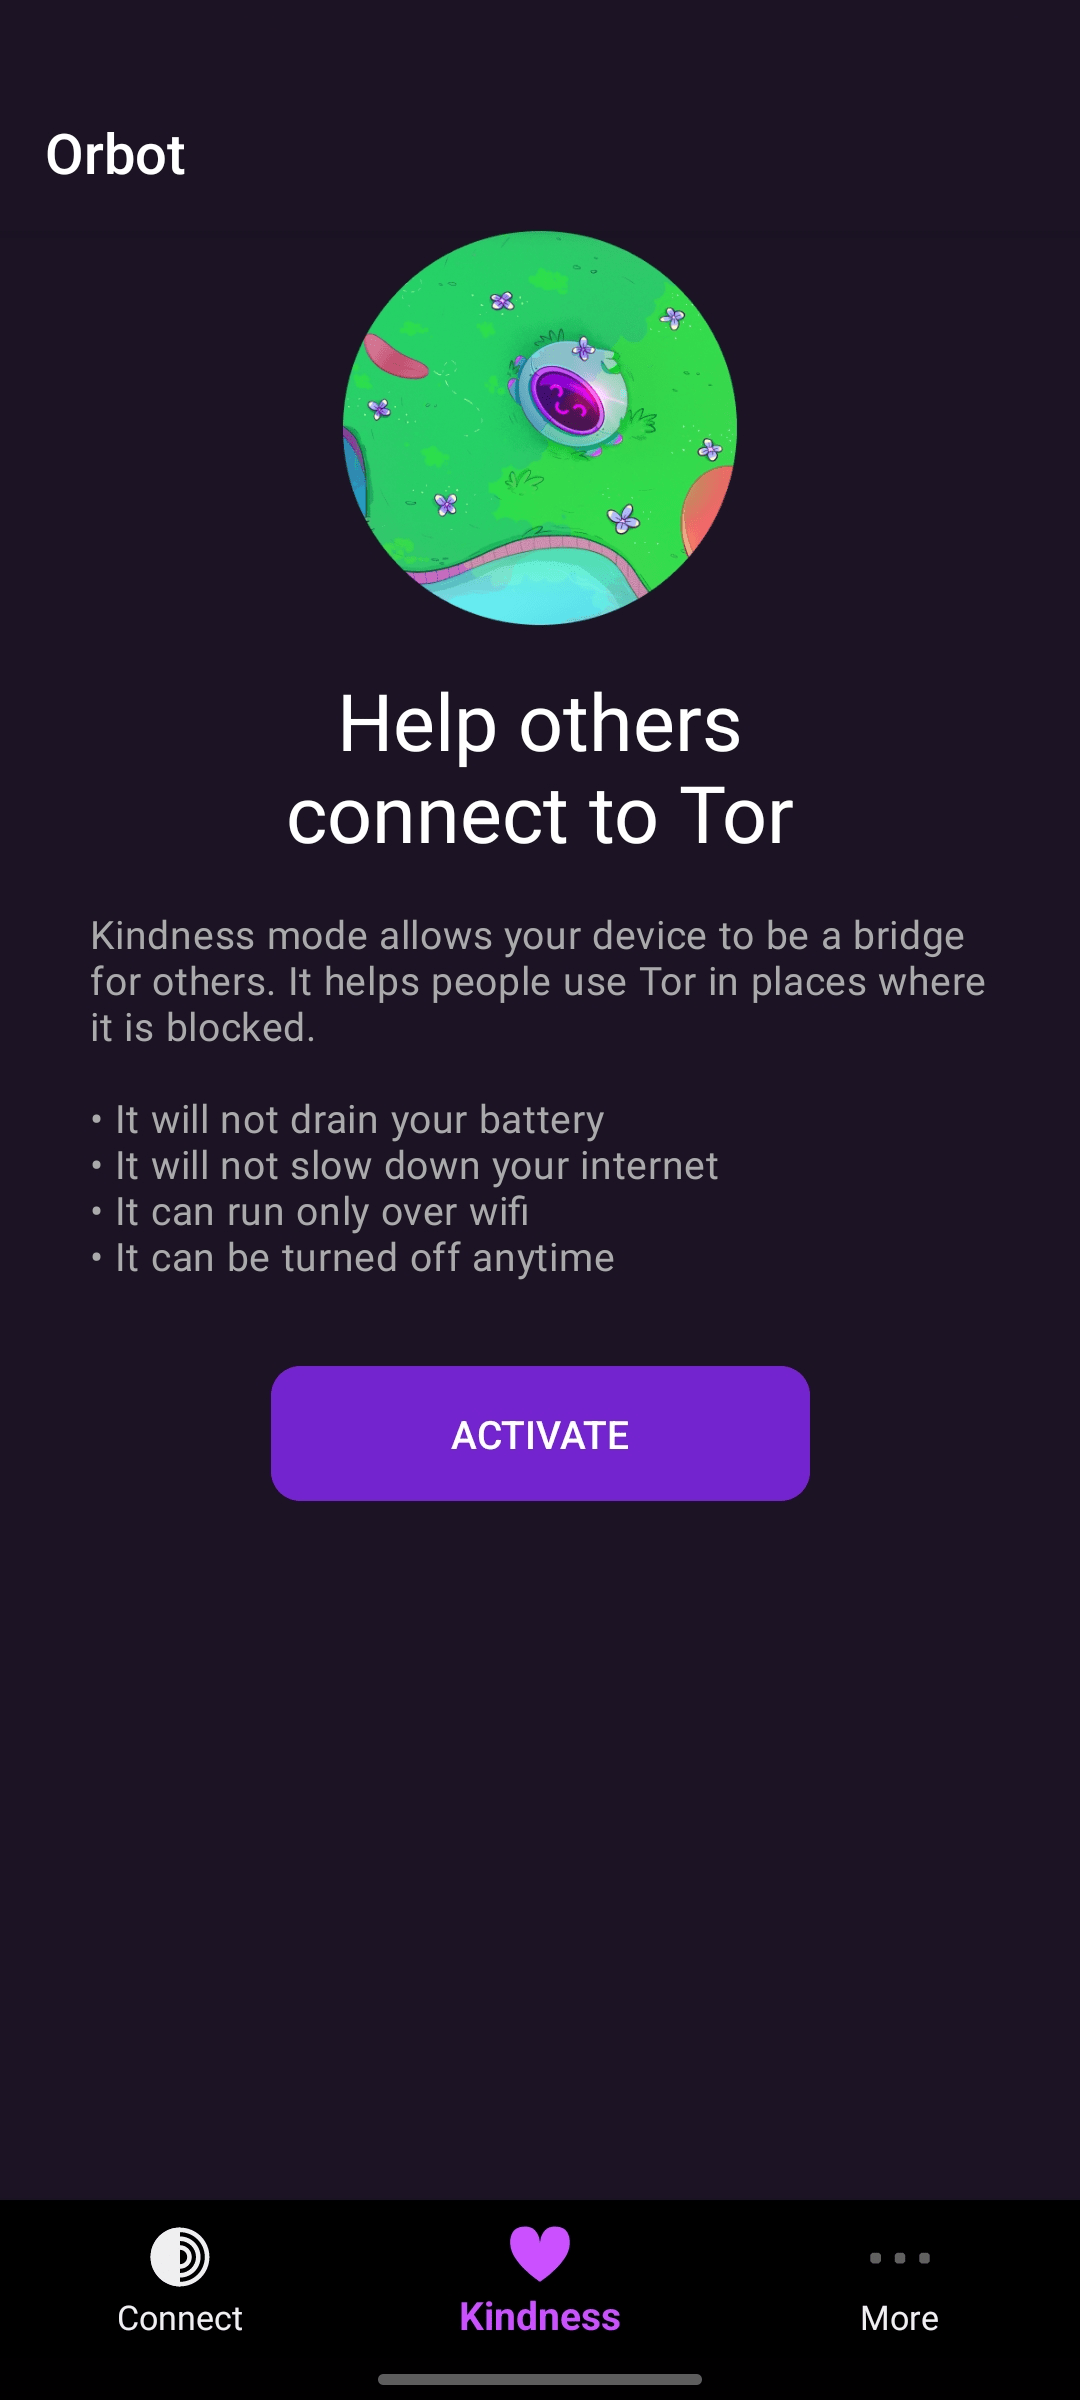 Orbot
Help others
connect to Tor
Kindness mode allows your device to be a bridge
for others. It helps people use Tor in places where
it is blocked.
• It will not drain your battery
• It will not slow down your internet
• It can run only over wifi
• It can be turned off anytime
ACTIVATE
Connect
Kindness
More